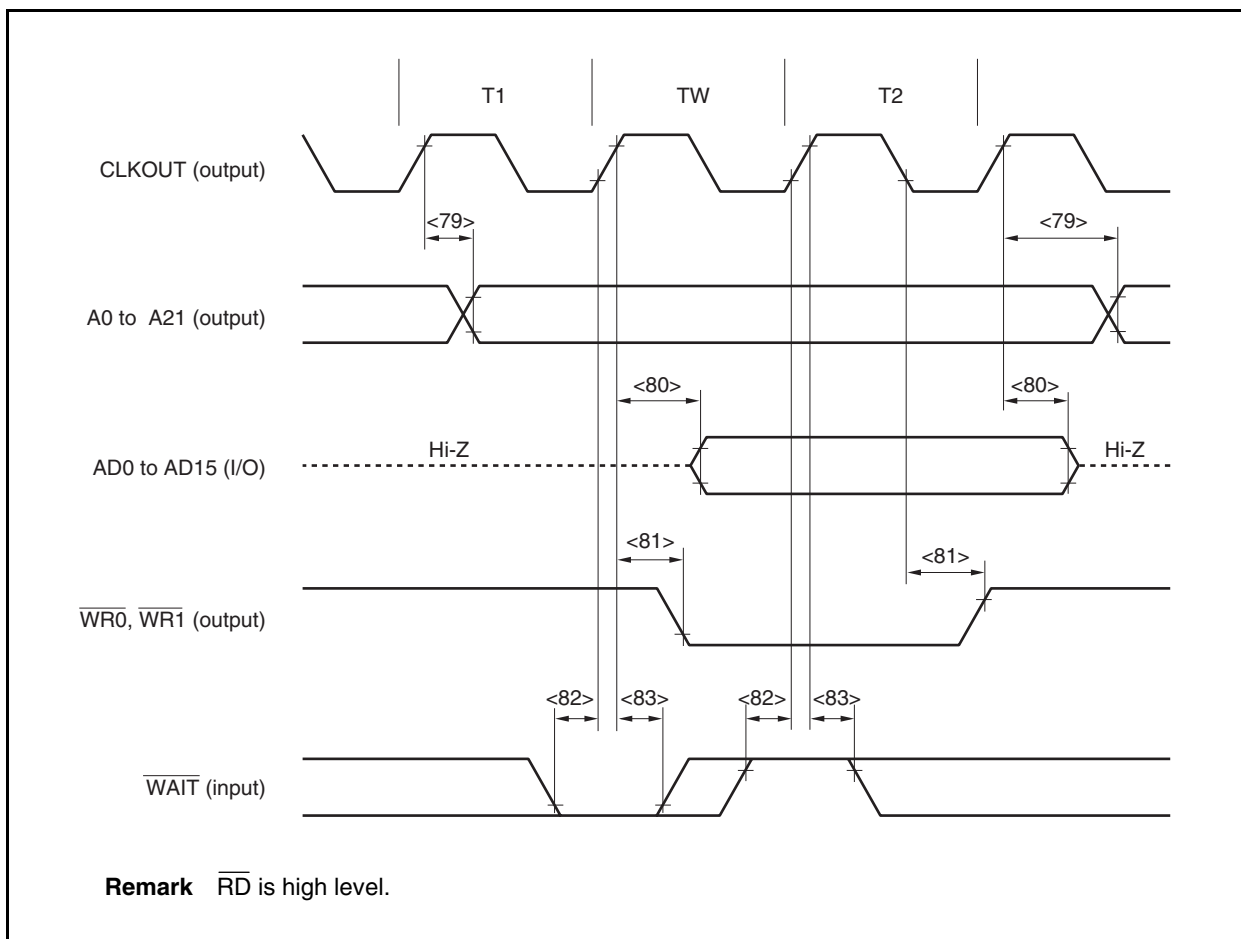 T1 TW T2
CLKOUT (output)
<79> <79>
A0 to A21 (output)
<80> <80>
Hi-Z Hi-Z
AD0 to AD15 (I/O)
<81> <81>
WR0, WR1 (output)
<82> <83> <82> <83>
WAIT (input)
Remark RD is high level.